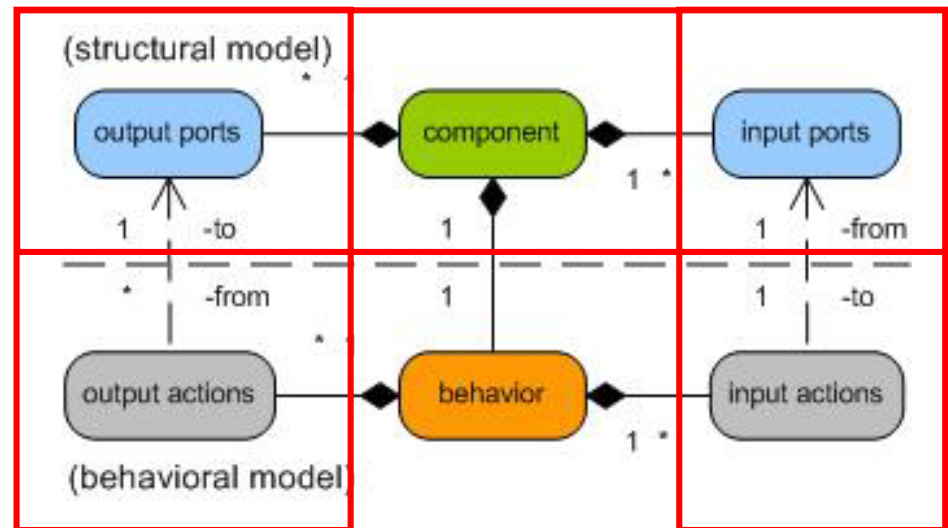 (structural model)
* 
output ports component input ports
1 *
1 -to 1 1 -from
* -from 1 1 -to
*
output actions behavior input actions
1 *
(behavioral model)